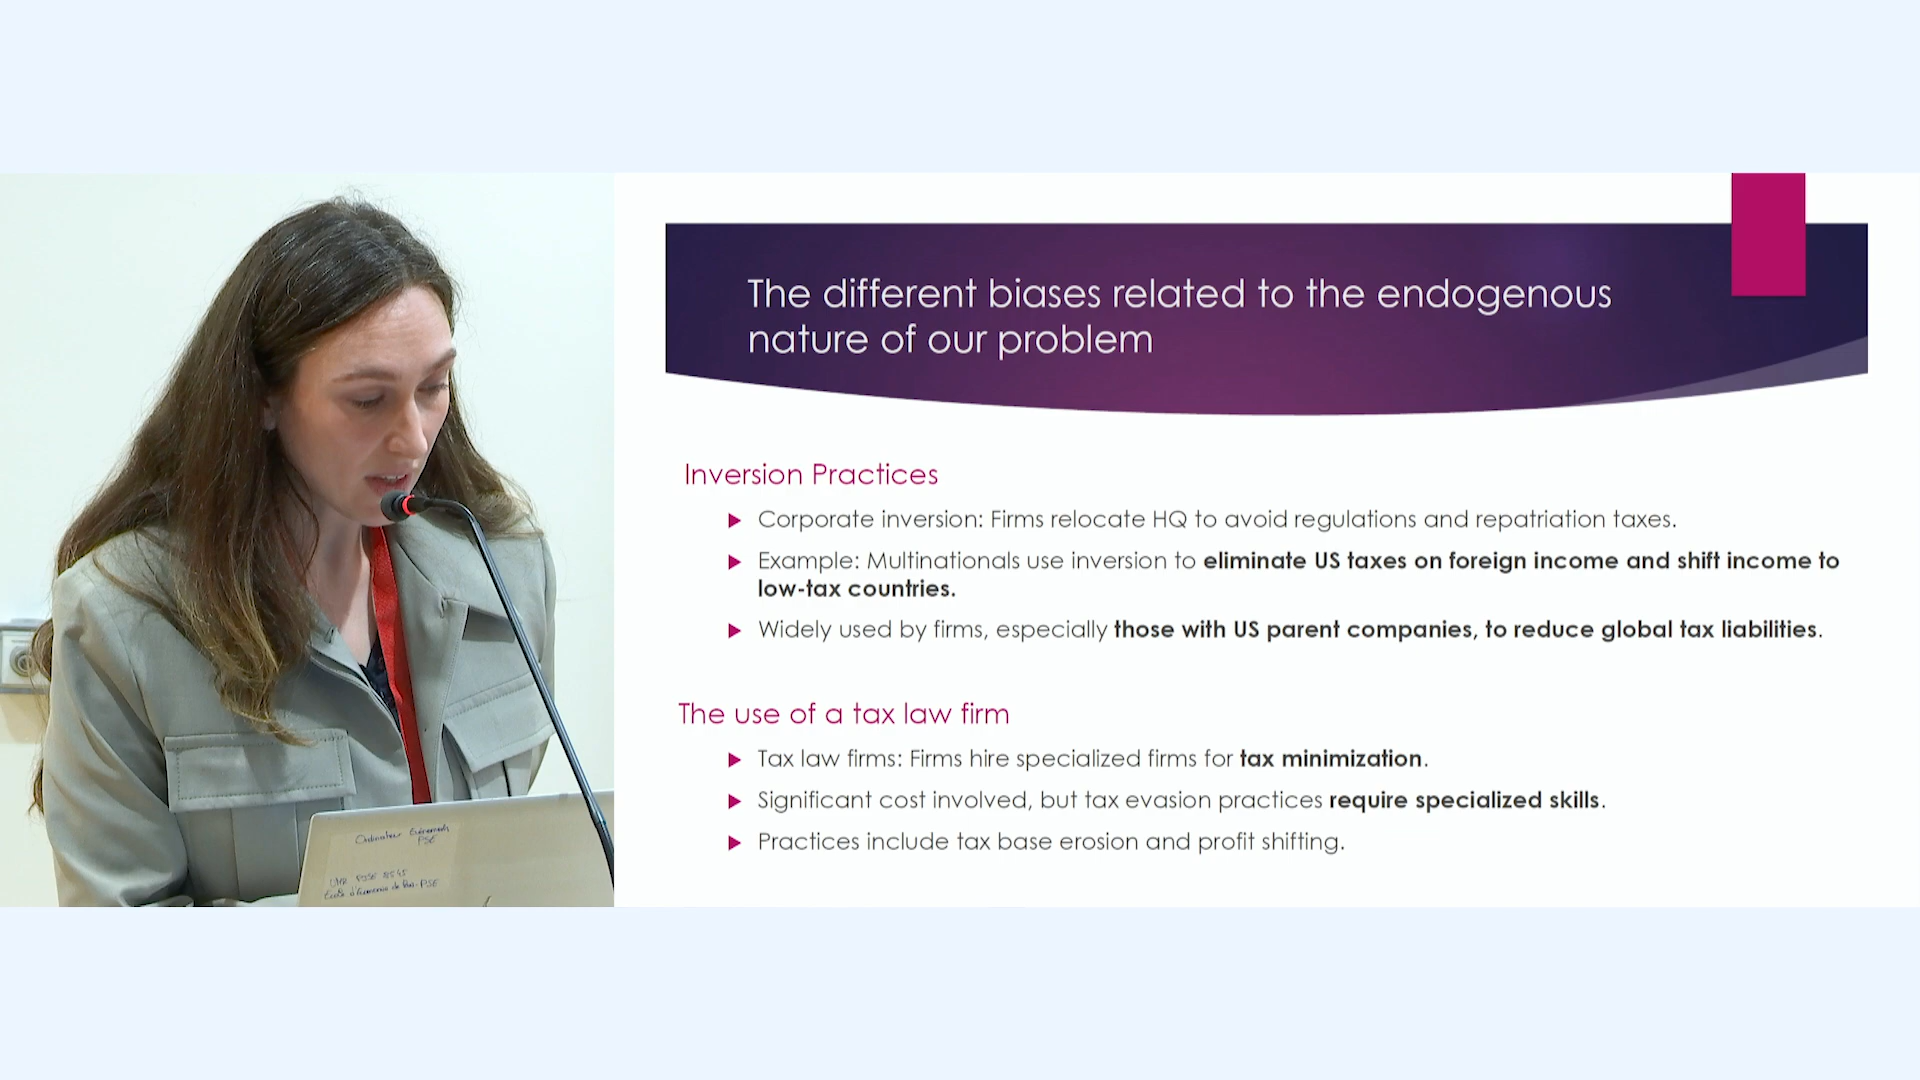 The different biases related to the endogenous
nature of our problem
Inversion Practices
Corporate inversion: Firms relocate HQ to avoid regulations and repatriation taxes.
Example: Multinationals use inversion to eliminate US taxes on foreign income and shift income to
low-tax countries.
Widely used by firms, especially those with US parent companies, to reduce global tax liabilities.
The use of a tax law firm
Tax law firms: Firms hire specialized firms for tax minimization.
Significant cost involved, but tax evasion practices require specialized skills.
Practices include tax base erosion and profit shifting.
Ordinateur
PSE
UMR
PSE